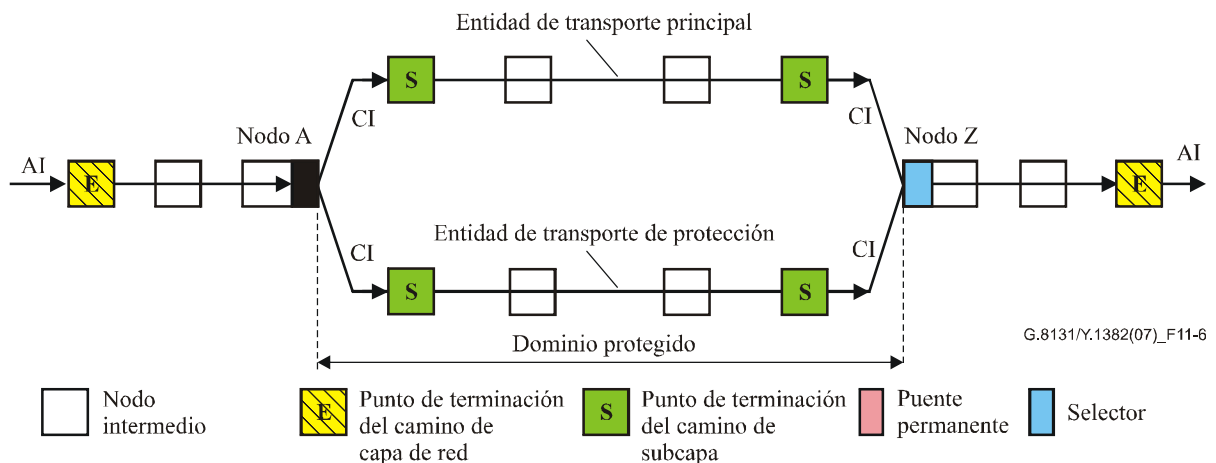 Entidad de transporte principal
S
S
CI
CI
Nodo A
Nodo Z
AI
AI
E
E
Entidad de transporte de protección
CI
CI
S
S
G.8131/Y.1382(07)_F11-6
Dominio protegido
Nodo
intermedio
E
Punto de terminación
del camino de
capa de red
S
Punto de terminación
del camino de
subcapa
Puente
permanente
Selector